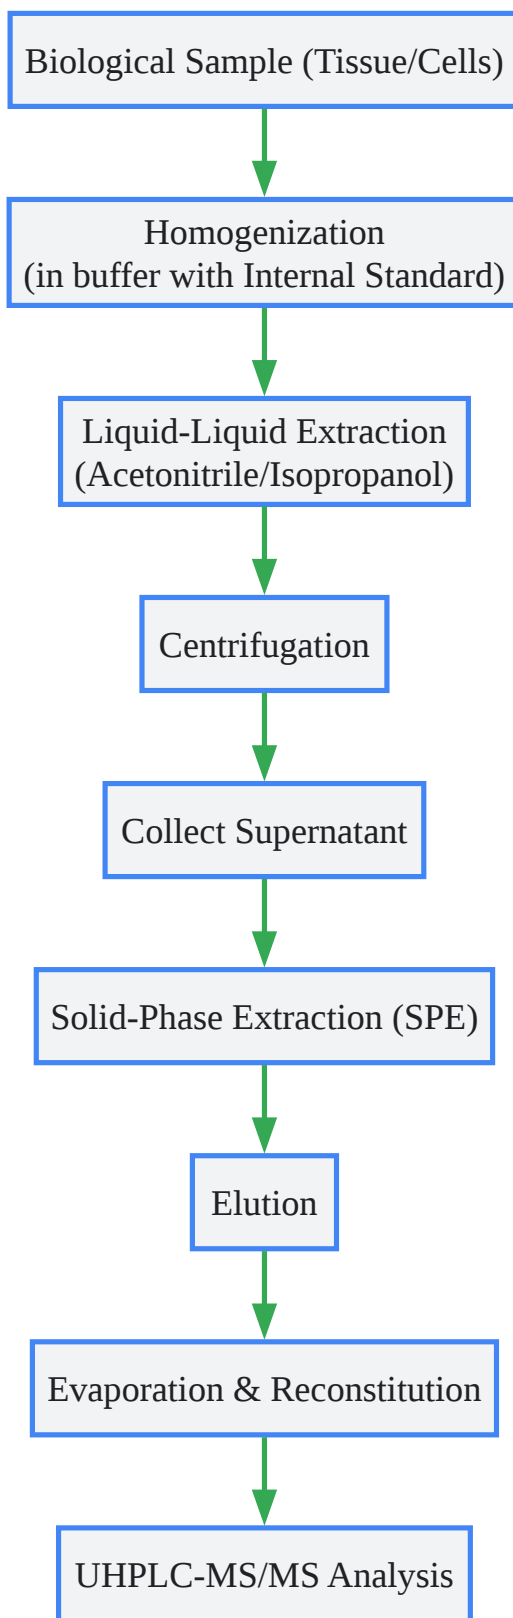 Biological Sample (Tissue/Cells)
Homogenization
(in buffer with Internal Standard)
Liquid-Liquid Extraction
(Acetonitrile/Isopropanol)
Centrifugation
Collect Supernatant
Solid-Phase Extraction (SPE)
Elution
Evaporation & Reconstitution
UHPLC-MS/MS Analysis